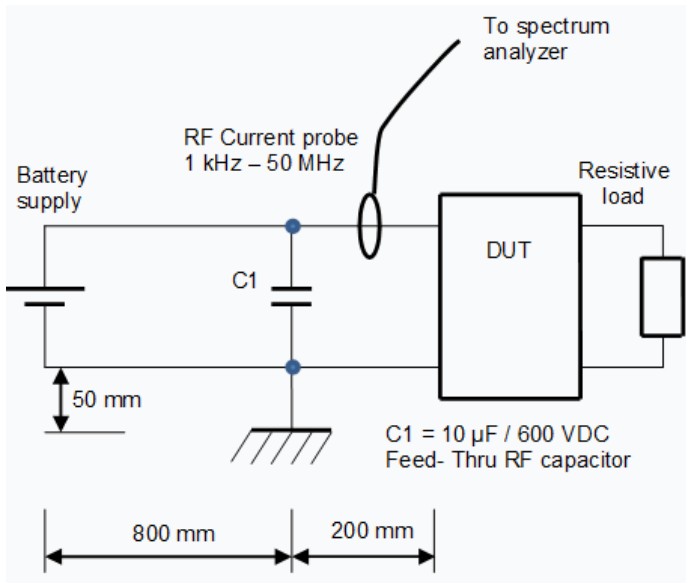 To spectrum
analyzer
RF Current probe
1 kHz – 50 MHz
Battery
supply
Resistive
load
DUT
C1
50 mm
C1 = 10 µF / 600 VDC
Feed- Thru RF capacitor
800 mm
200 mm